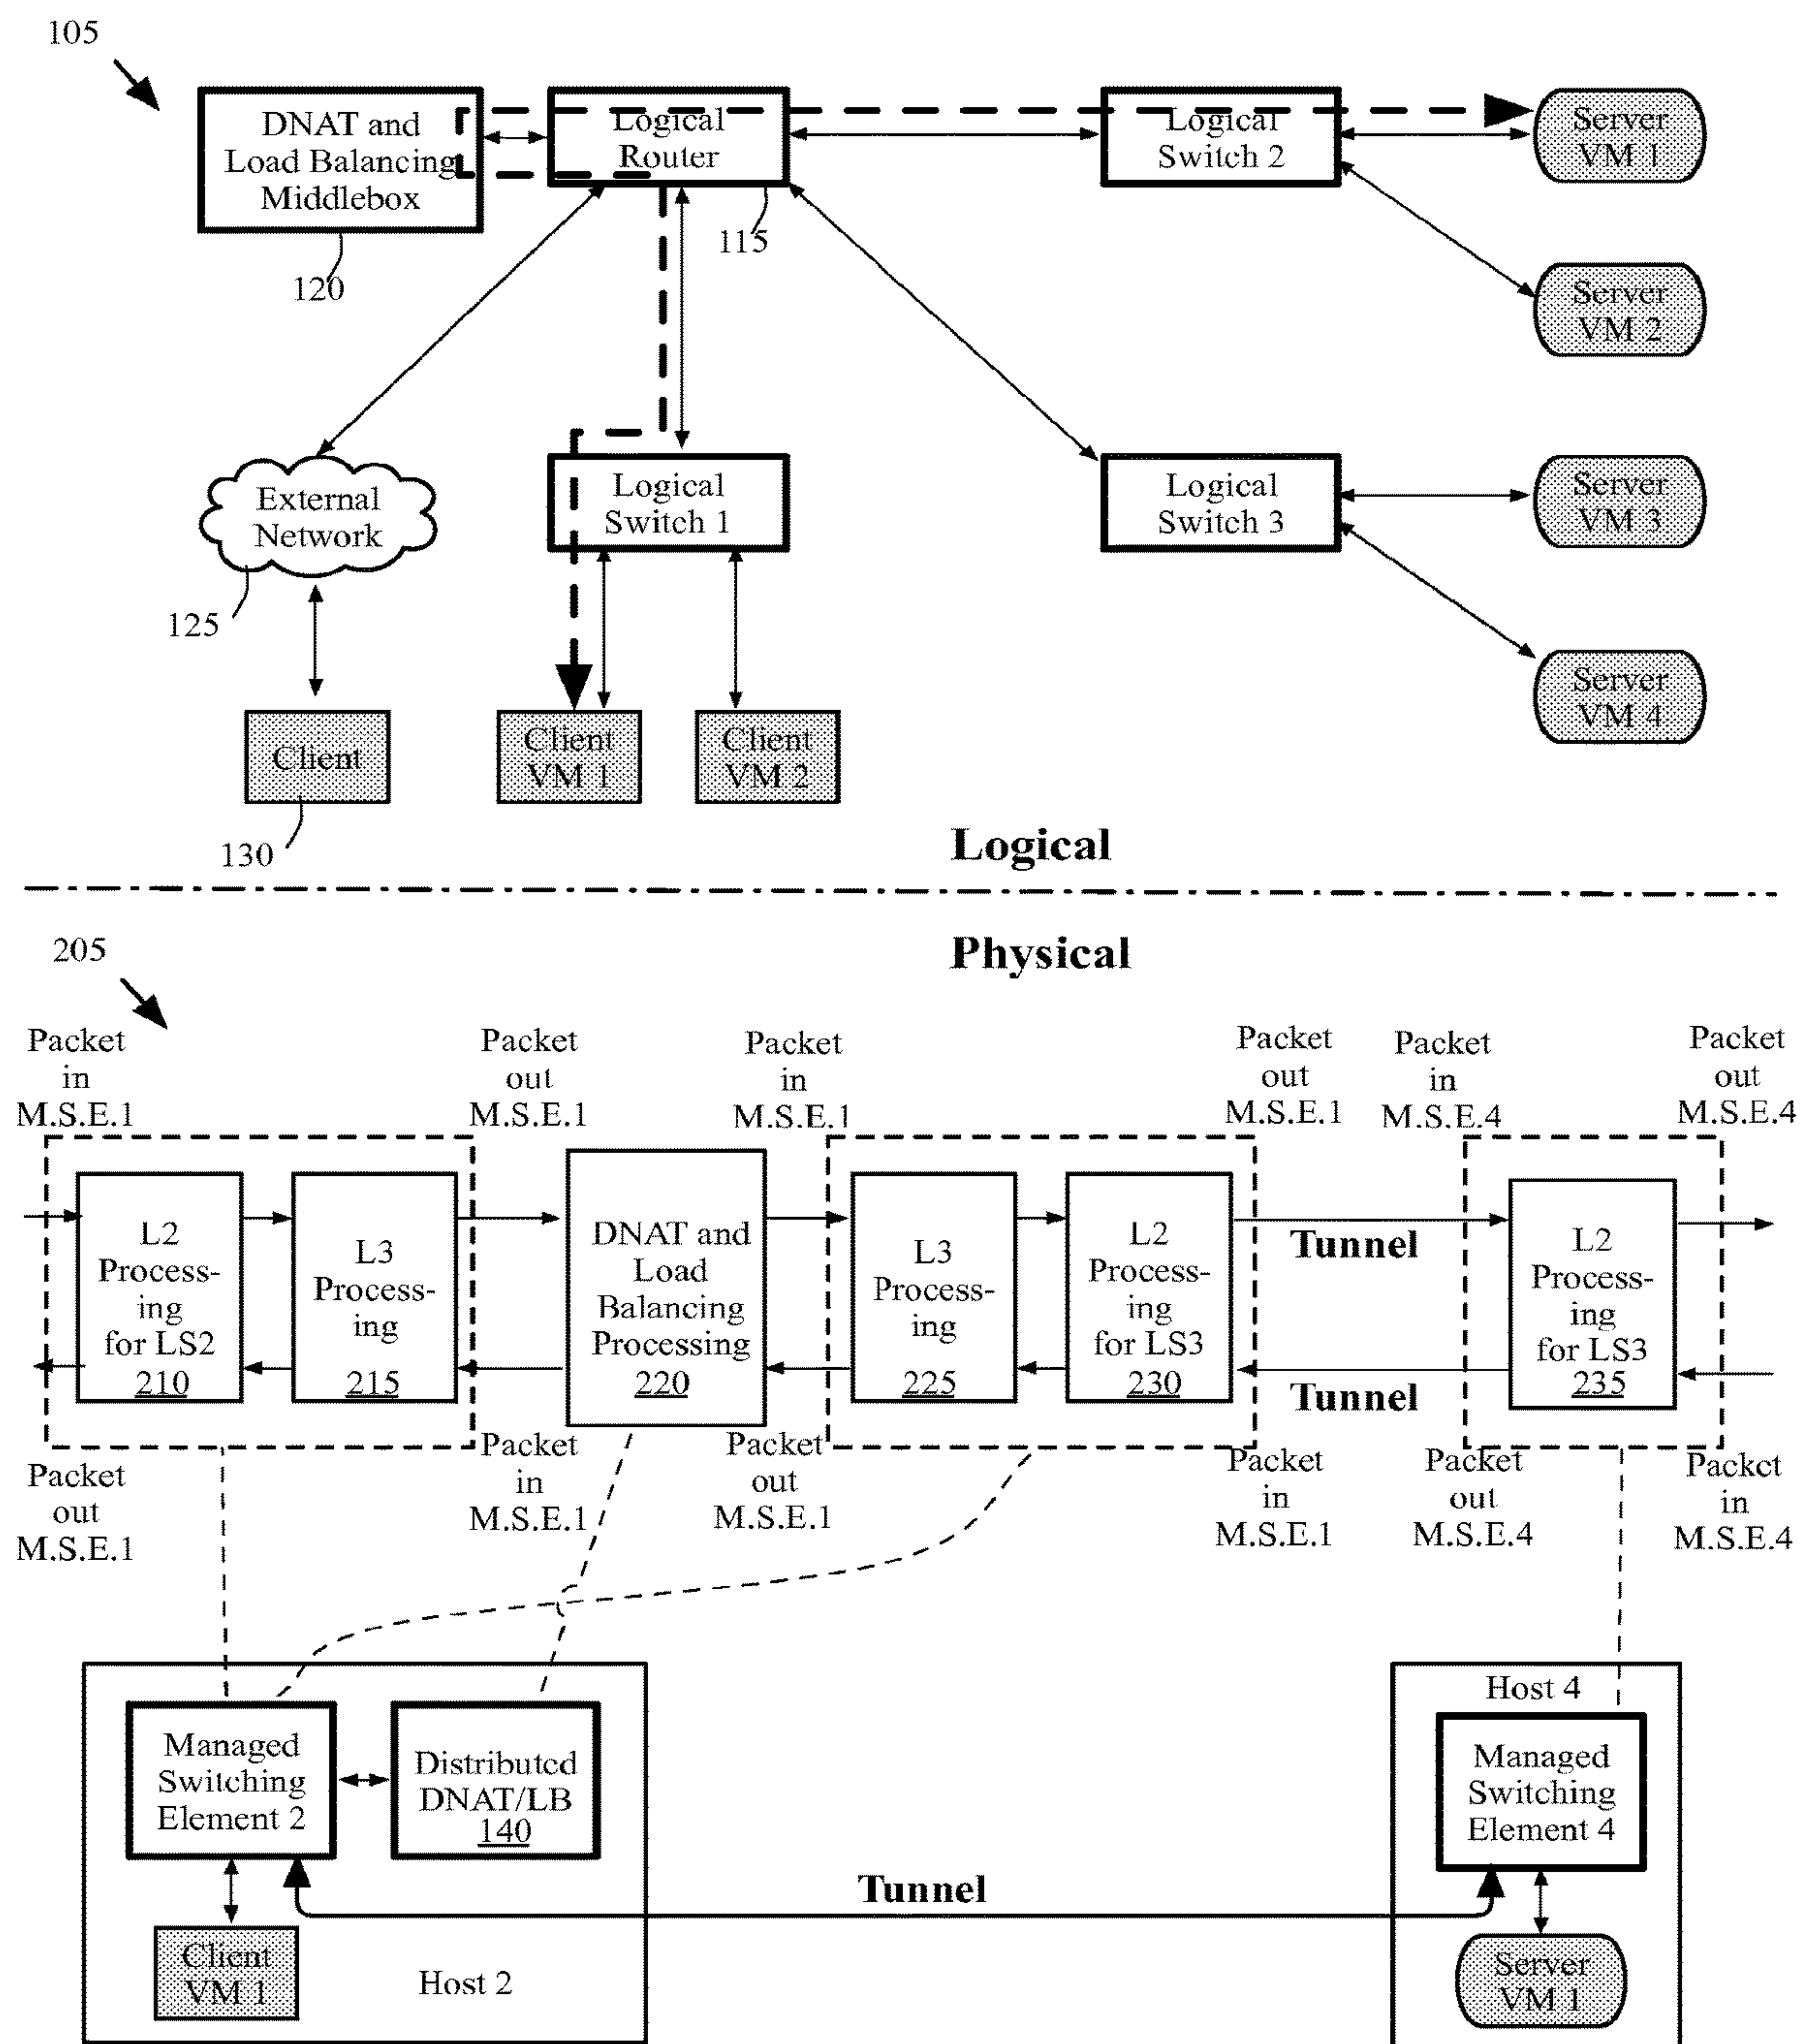 105
DNAT and
Load Balancing
Middlebox
Logical
Router
Logical
Switch 2
Server
VM 1
115
120
Server
VM 2
External
Network
Logical
Switch 1
Logical
Switch 3
Server
VM 3
125
Server
VM 4
Client
Client
VM 1
Client
VM 2
130
Logical
Physical
205
Packet
in
M.S.E.1
Packet
out
M.S.E.1
Packet
in
M.S.E.1
Packet
out
M.S.E.1
Packet
in
M.S.E.4
Packet
out
M.S.E.4
L2
Process-
ing
for LS2
210
L3
Process-
ing
215
DNAT and
Load
Balancing
Processing
220
L3
Process-
ing
225
L2
Process-
ing
for LS3
230
Tunnel
Tunnel
L2
Process-
ing
for LS3
235
Packet
out
M.S.E.1
Packet
in
M.S.E.1
Packet
out
M.S.E.1
Packet
in
M.S.E.1
Packet
out
M.S.E.4
Packet
in
M.S.E.4
Managed
Switching
Element 2
Distributed
DNAT/LB
140
Host 4
Managed
Switching
Element 4
Tunnel
Client
VM 1
Host 2
Server
VM 1